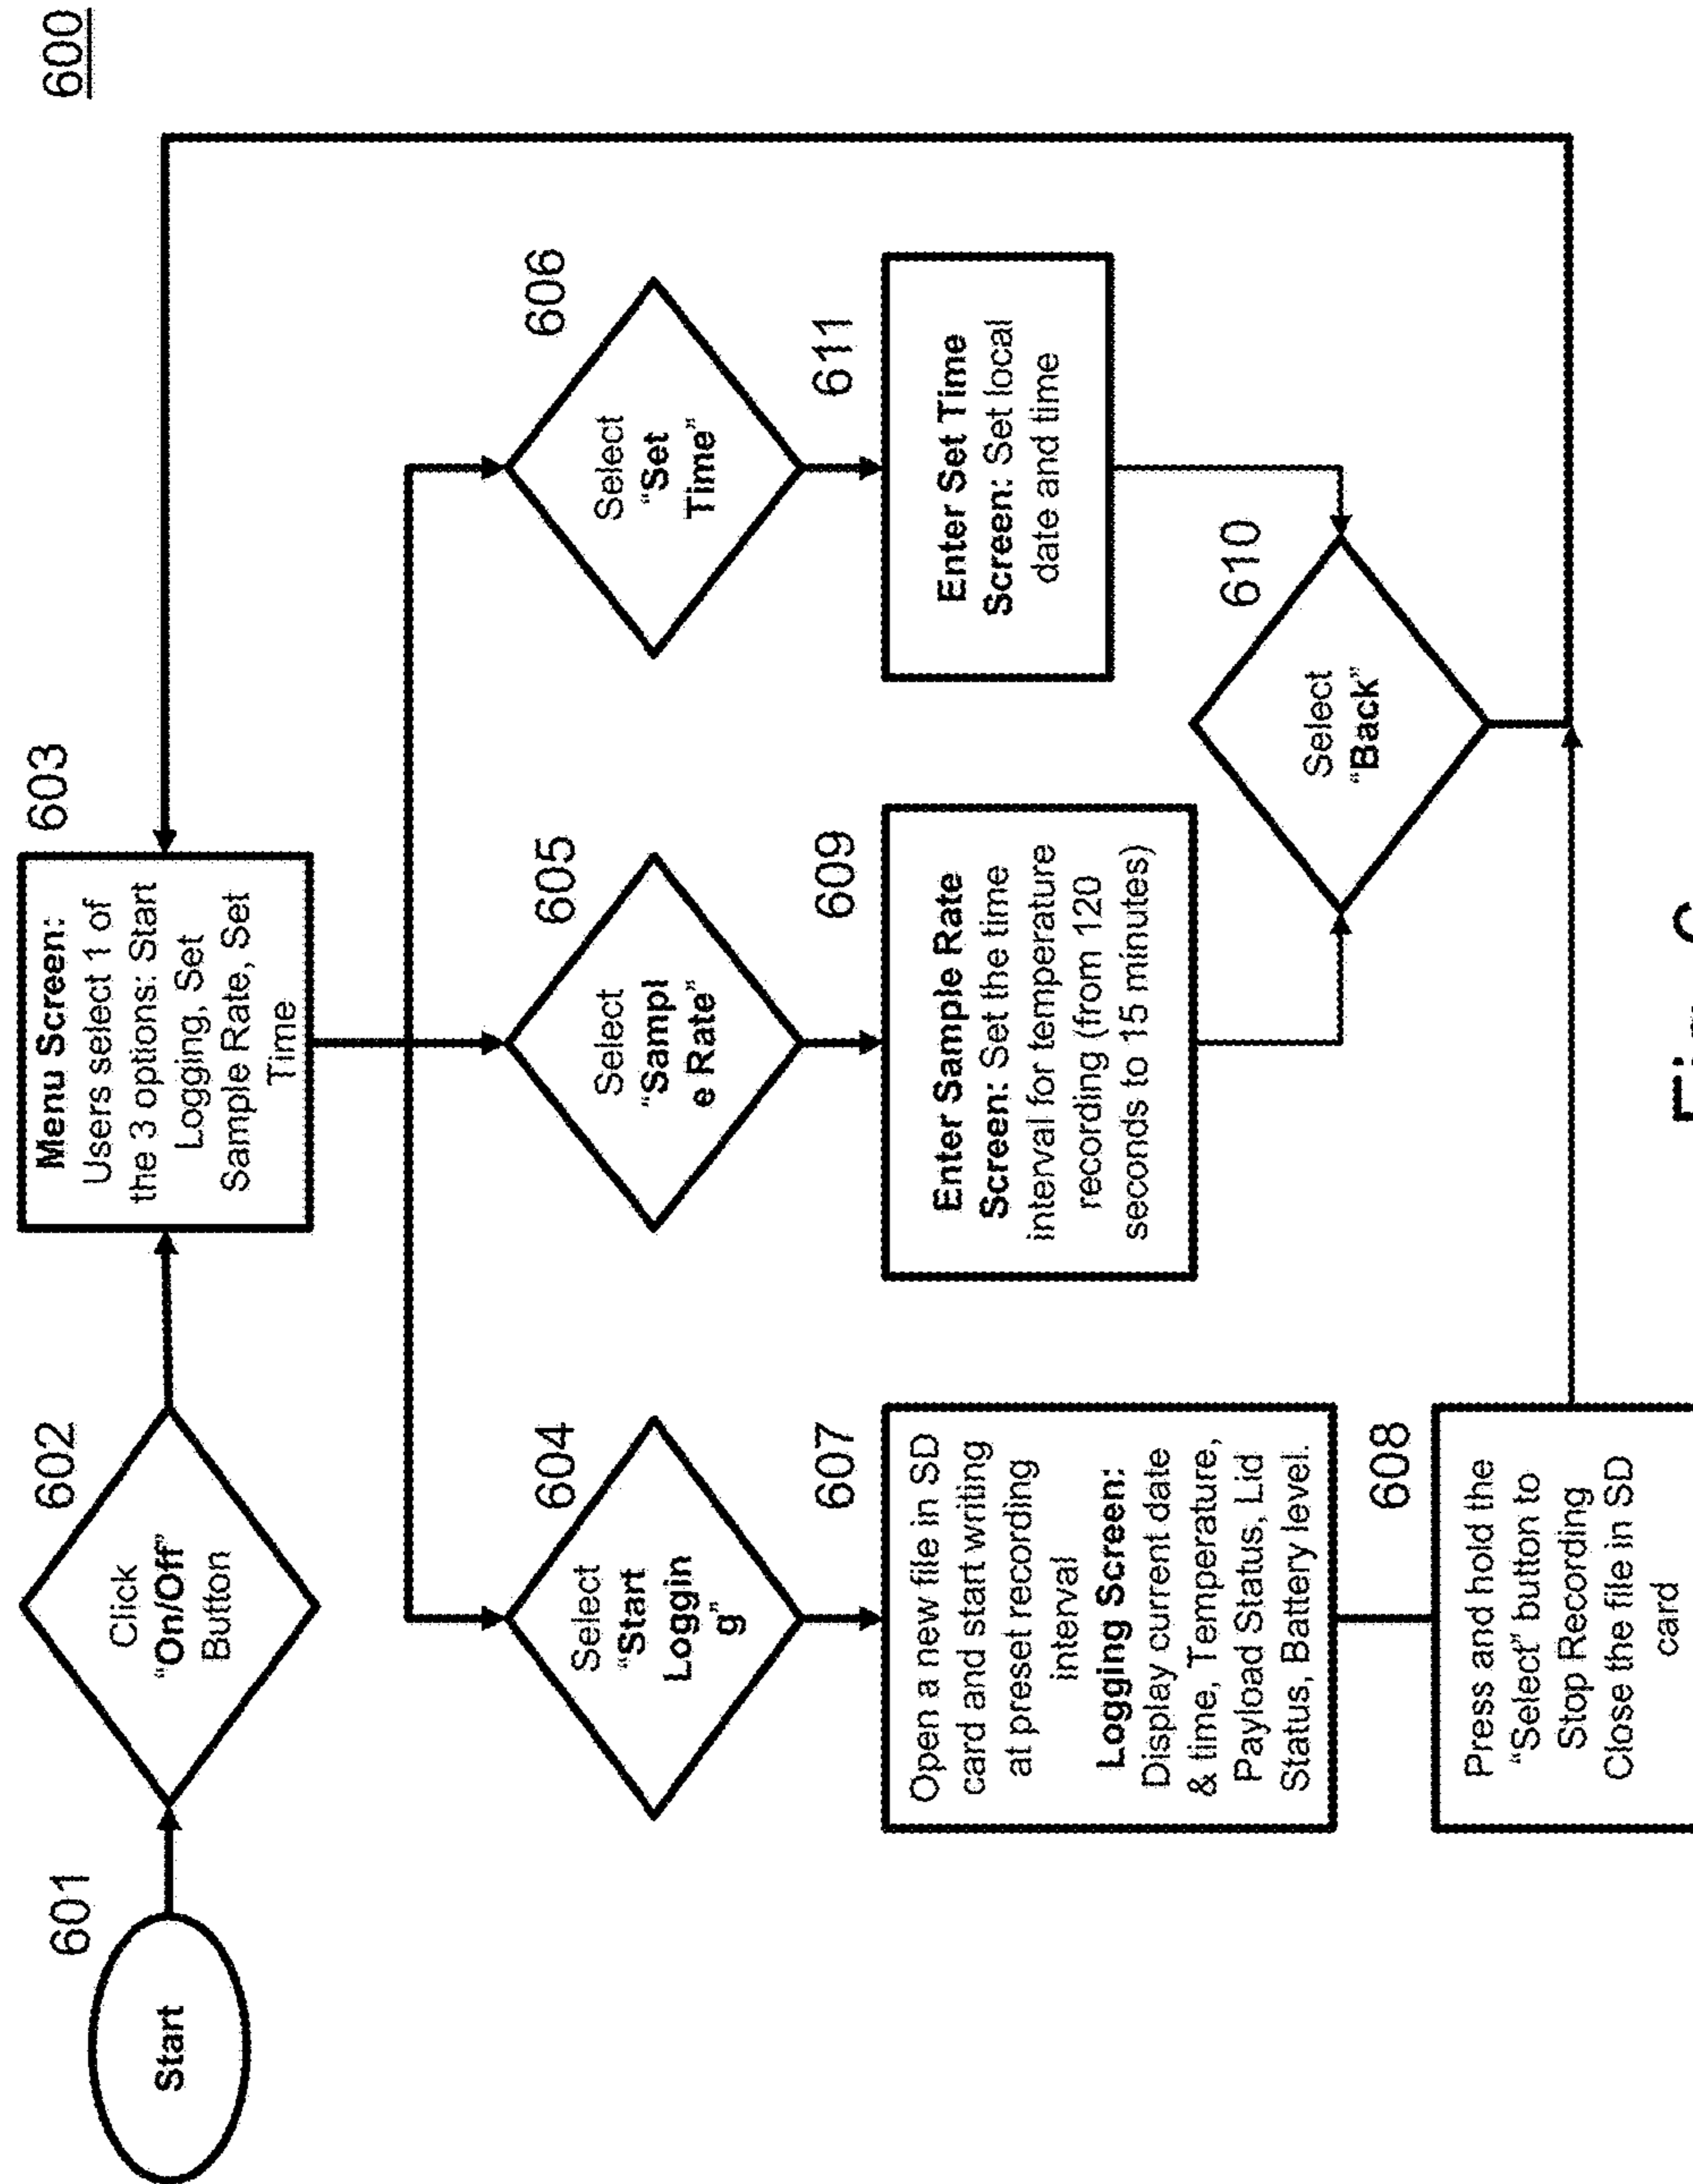 600
601
Start
602
Click
“On/Off”
Button
603
Menu Screen:
Users select 1 of
the 3 options: Start
Logging, Set
Sample Rate, Set
Time
604
Select
“Start
Loggin
g”
605
Select
“Sampl
e Rate”
606
Select
“Set
Time”
607
Open a new file in SD
card and start writing
at preset recording
interval
Logging Screen:
Display current date
& time, Temperature,
Payload Status, Lid
Status, Battery level.
609
Enter Sample Rate
Screen: Set the time
interval for temperature
recording (from 120
seconds to 15 minutes)
611
Enter Set Time
Screen: Set local
date and time
610
Select
“Back”
608
Press and hold the
“Select” button to
Stop Recording
Close the file in SD
card